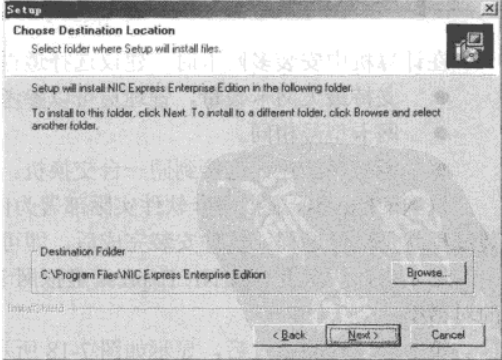 Setup
Choose Destination Location
Select folder where Setup will install files.
Setup will install NIC Express Enterprise Edition in the following folder.
To install to this folder, click Next. To install to a different folder, click Browse and select
another folder.
Destination Folder
C:\Program Files\NIC Express Enterprise Edition
Browse...
InstallShield
< Back
Next >
Cancel